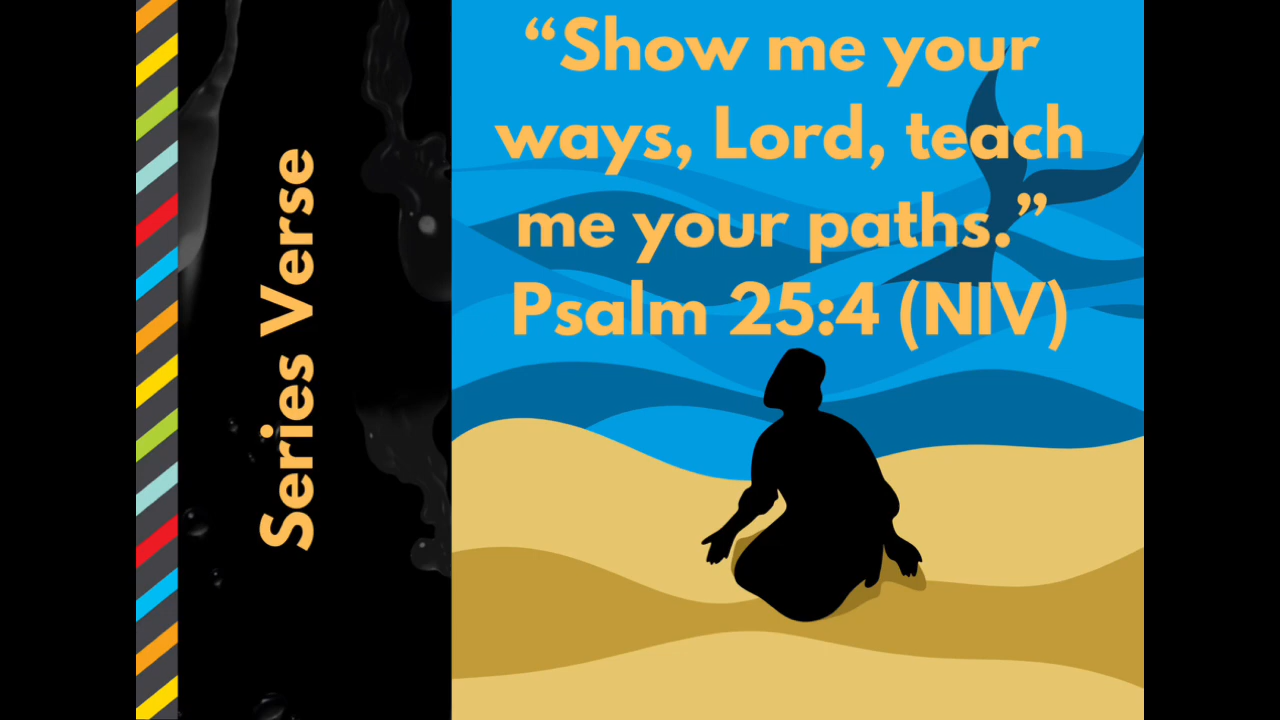 Series Verse
“Show me your
ways, Lord, teach
me your paths.”
Psalm 25:4 (NIV)